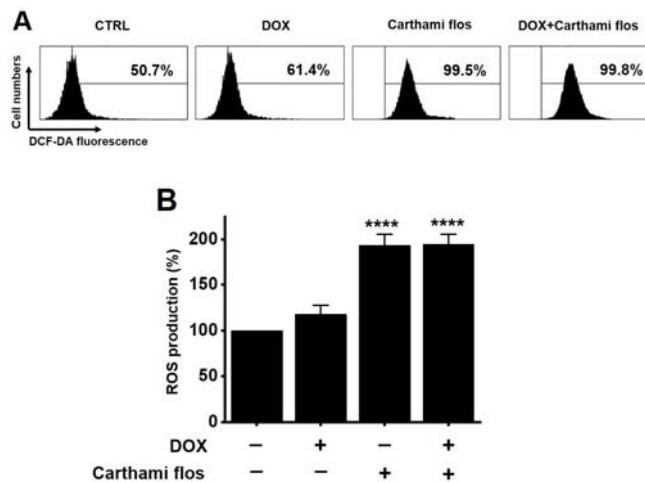 A
CTRL DOX Carthami flos DOX+Carthami flos
50.7% 61.4% 99.5% 99.8%
Cell numbers
DCF-DA fluorescence
B
**** ****
ROS production (%)
200
150
100
50
0
DOX − + − +
Carthami flos − − + +